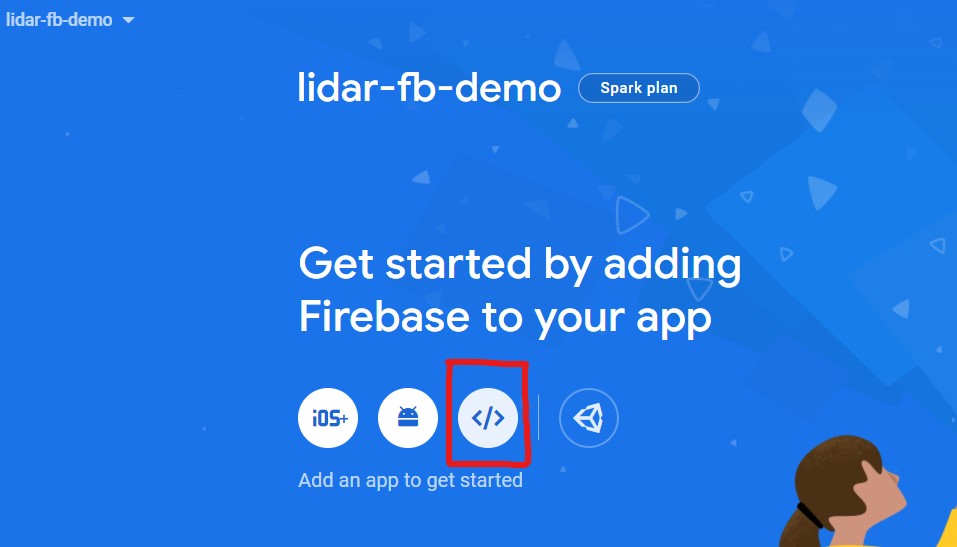 lidar-fb-demo
lidar-fb-demo Spark plan
Get started by adding
Firebase to your app
iOS+ </>
Add an app to get started